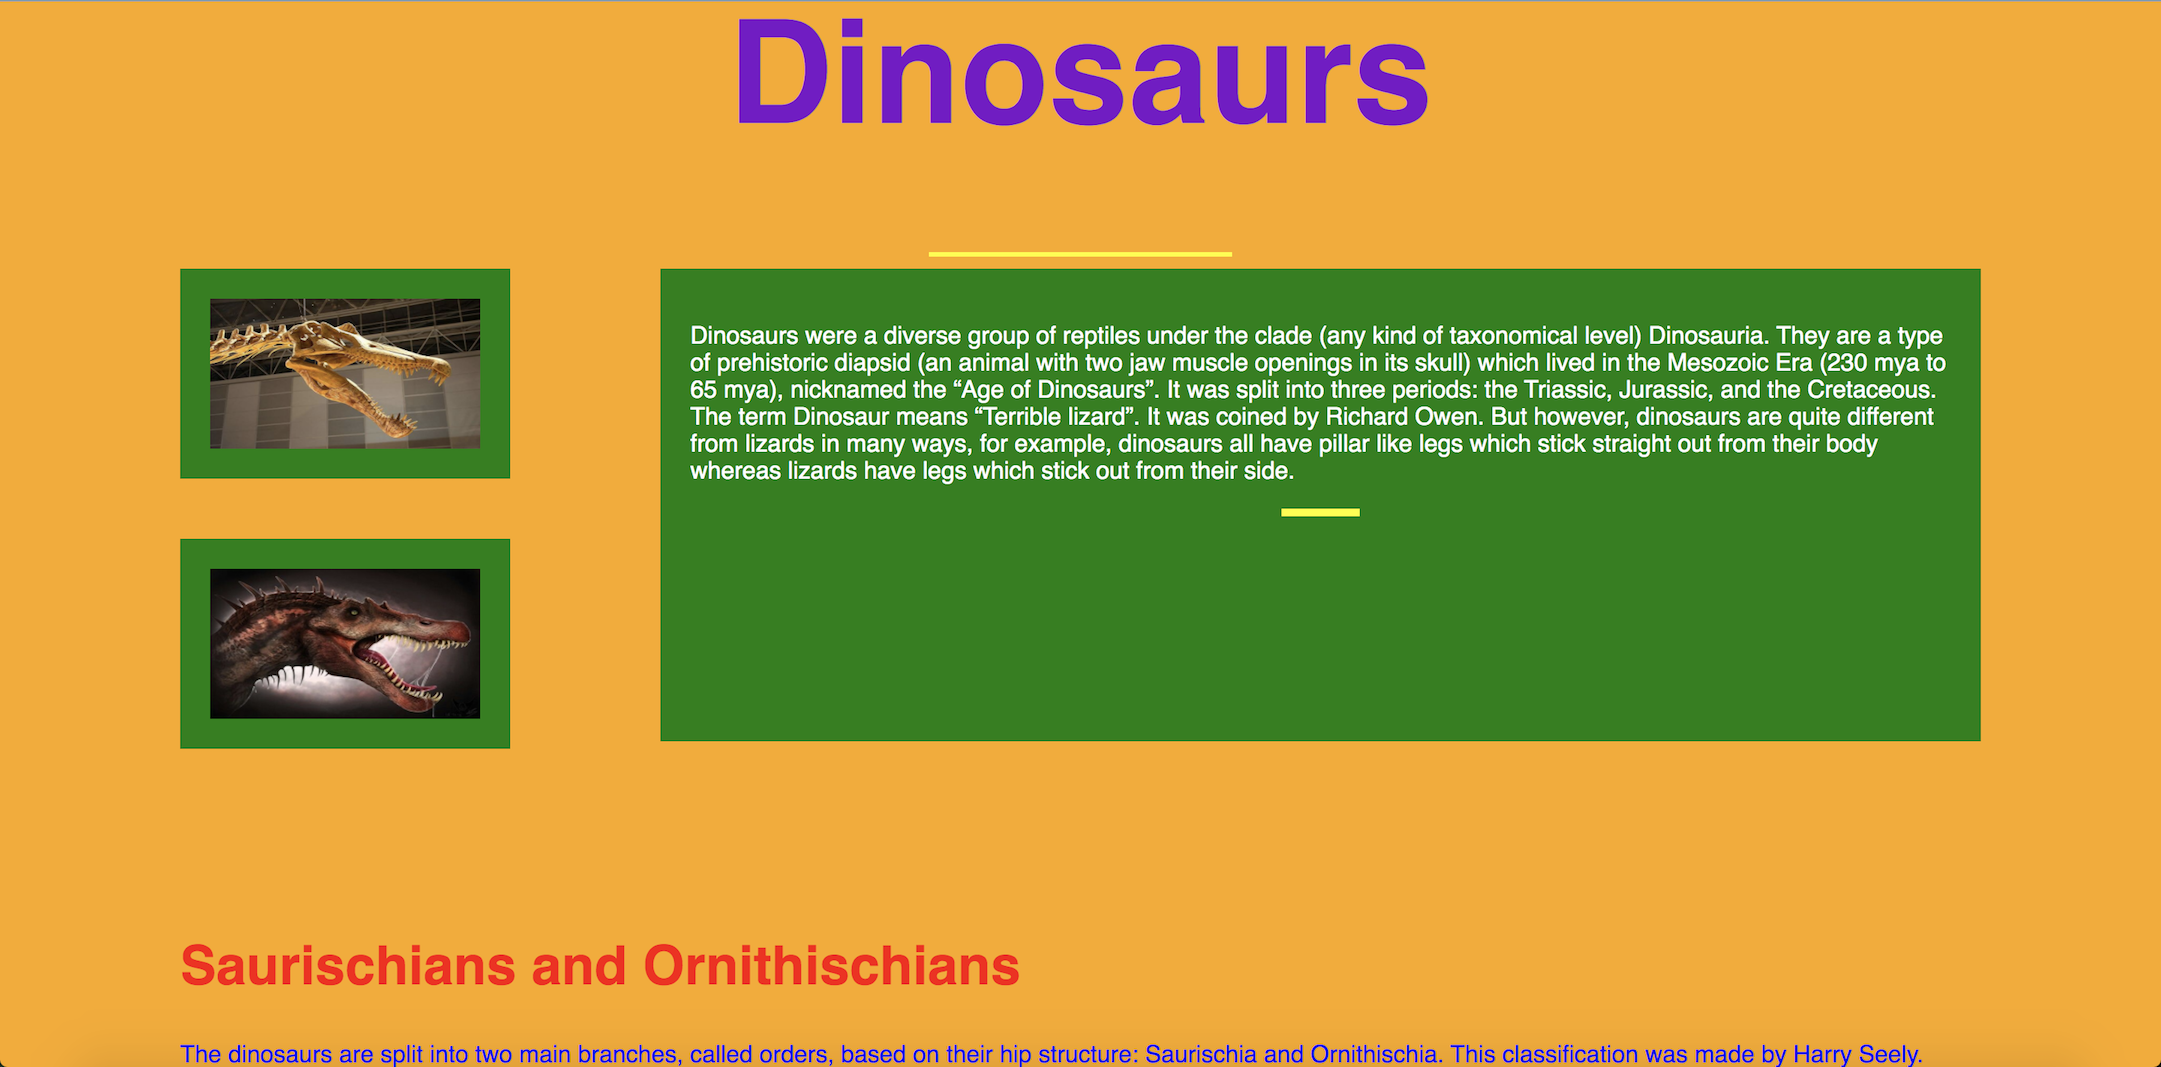 Dinosaurs
Dinosaurs were a diverse group of reptiles under the clade (any kind of taxonomical level) Dinosauria. They are a type
of prehistoric diapsid (an animal with two jaw muscle openings in its skull) which lived in the Mesozoic Era (230 mya to
65 mya), nicknamed the “Age of Dinosaurs”. It was split into three periods: the Triassic, Jurassic, and the Cretaceous.
The term Dinosaur means “Terrible lizard”. It was coined by Richard Owen. But however, dinosaurs are quite different
from lizards in many ways, for example, dinosaurs all have pillar like legs which stick straight out from their body
whereas lizards have legs which stick out from their side.
Saurischians and Ornithischians
The dinosaurs are split into two main branches, called orders, based on their hip structure: Saurischia and Ornithischia. This classification was made by Harry Seely.